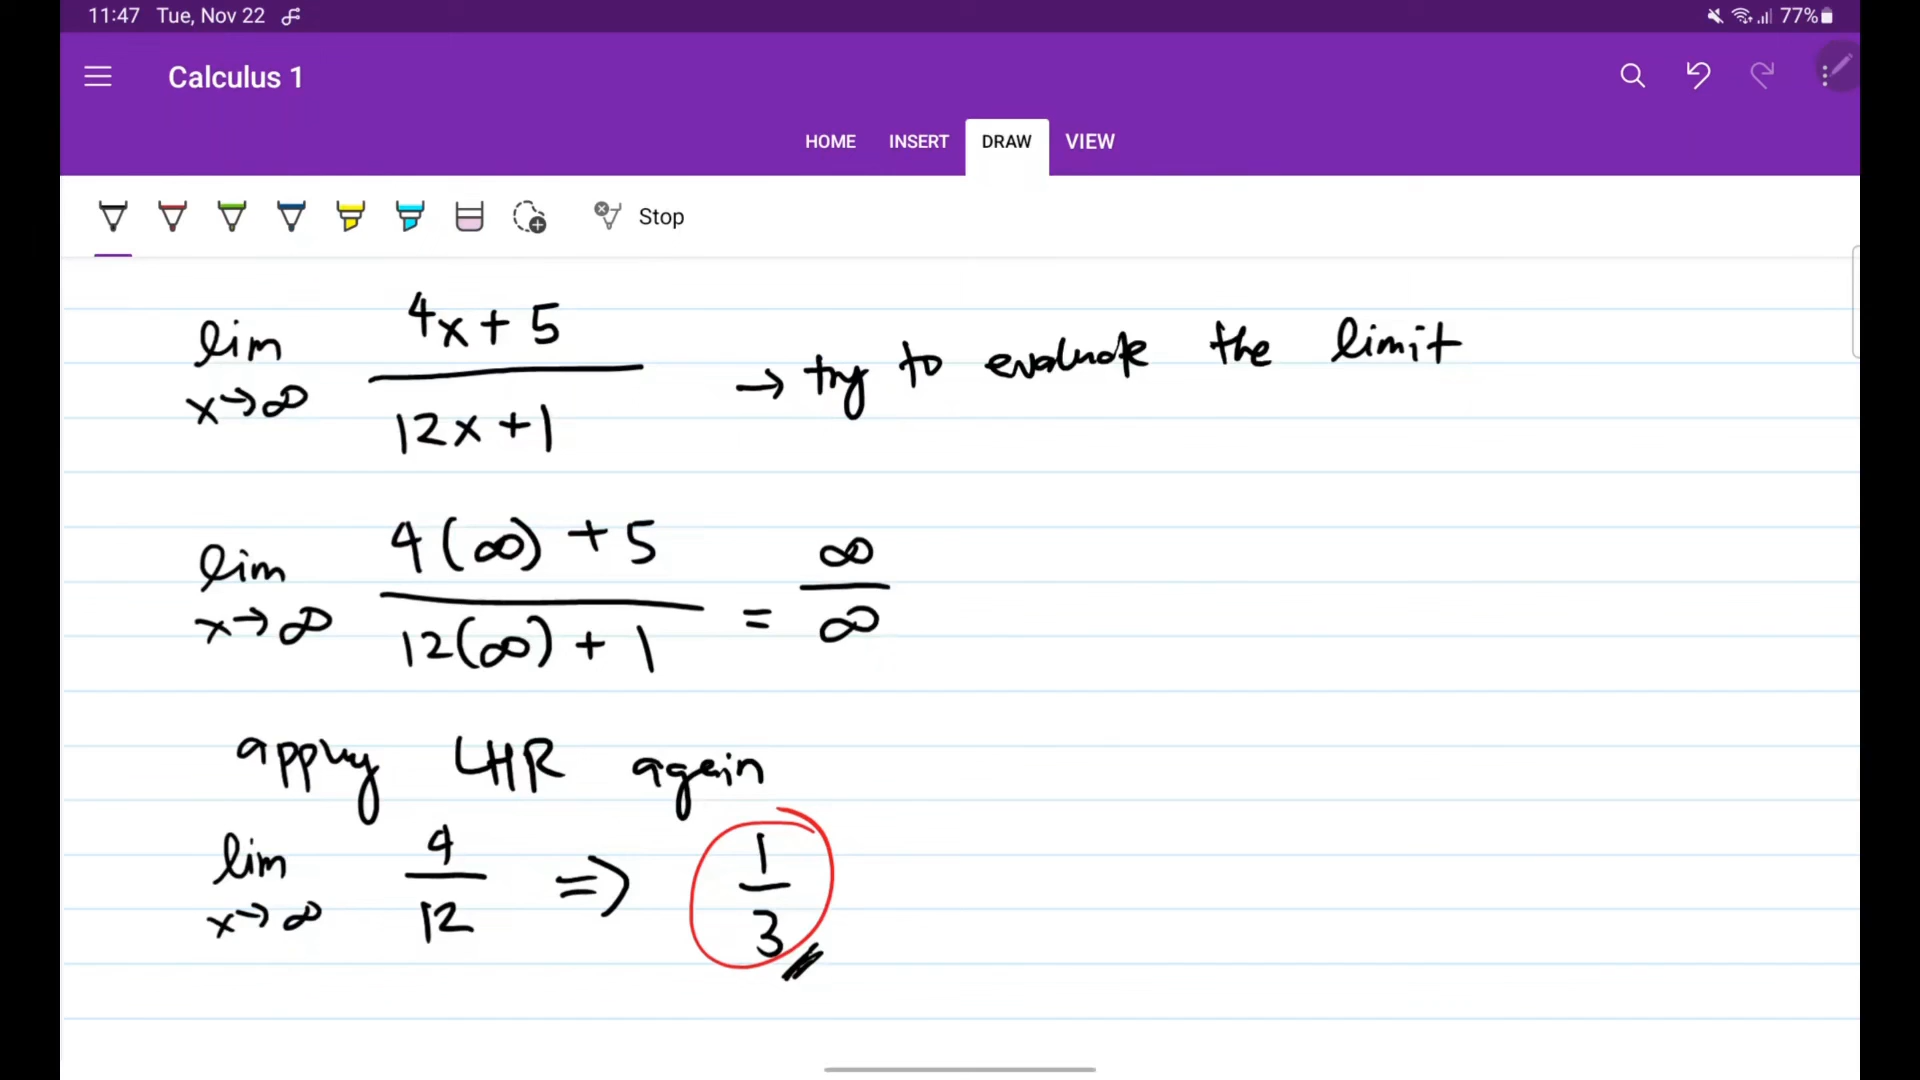 11:47 Tue, Nov 22 77%
Calculus 1
HOME INSERT DRAW VIEW
Stop
lim x→∞ (4x + 5)/(12x + 1) → try to evaluate the limit
lim x→∞ (4(∞) + 5)/(12(∞) + 1) = ∞/∞
apply LHR again
lim x→∞ 4/12 => 1/3